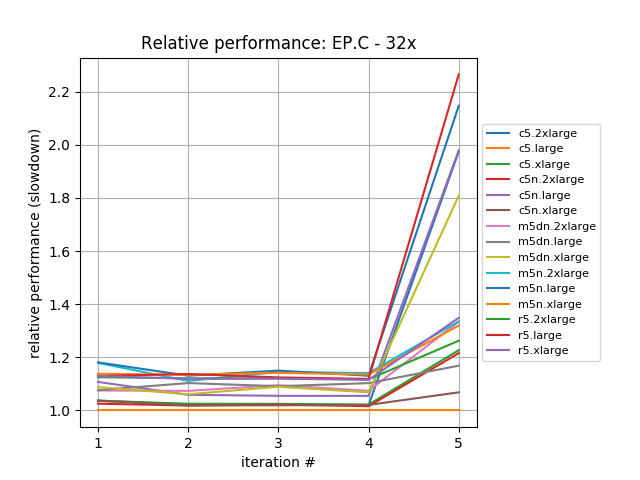 Relative performance: EP.C - 32x
relative performance (slowdown)
2.2
2.0
1.8
1.6
1.4
1.2
1.0
1 2 3 4 5
iteration #
c5.2xlarge
c5.large
c5.xlarge
c5n.2xlarge
c5n.large
c5n.xlarge
m5dn.2xlarge
m5dn.large
m5dn.xlarge
m5n.2xlarge
m5n.large
m5n.xlarge
r5.2xlarge
r5.large
r5.xlarge